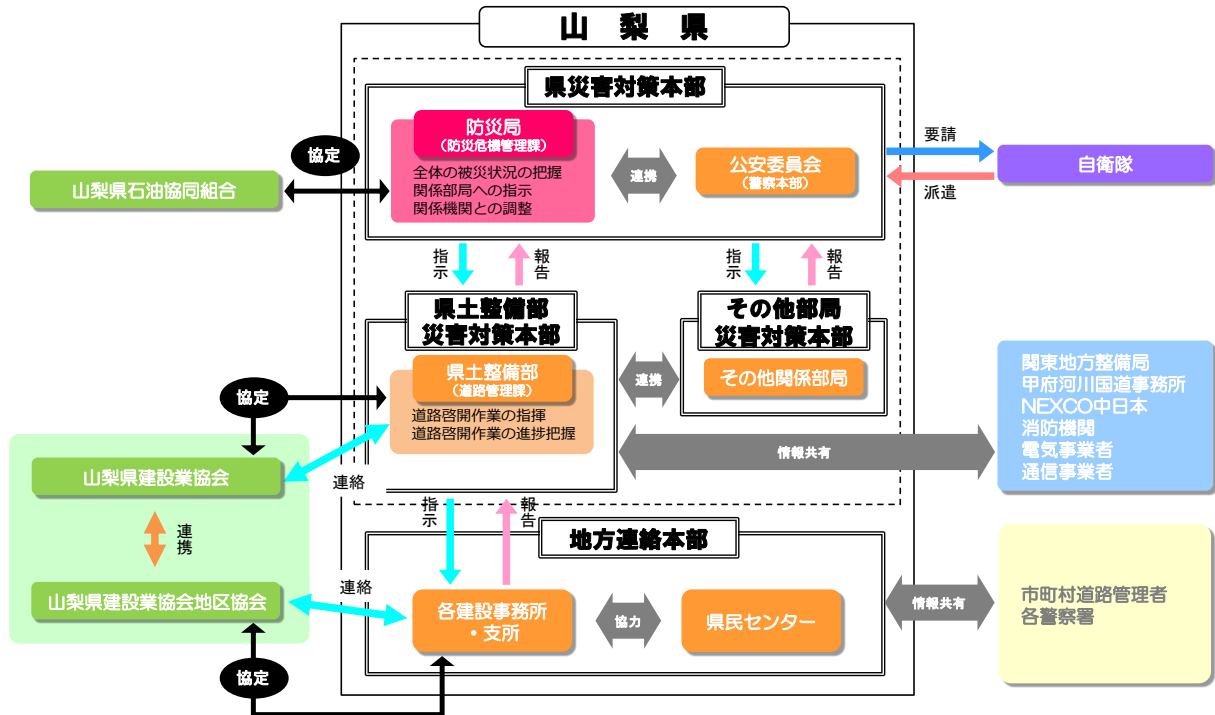 山梨県
県災害対策本部
防災局
(防災危機管理課)
全体の被災状況の把握
関係部局への指示
関係機関との調整
連携
公安委員会
(警察本部)
協定
山梨県石油協同組合
要請
自衛隊
派遣
指示
報告
指示
報告
県土整備部
災害対策本部
その他部局
災害対策本部
県土整備部
(道路管理課)
道路啓開作業の指揮
道路啓開作業の進捗把握
連携
その他関係部局
協定
関東地方整備局
甲府河川国道事務所
NEXCO中日本
消防機関
電気事業者
通信事業者
情報共有
山梨県建設業協会
連絡
連携
指示
報告
地方連絡本部
山梨県建設業協会地区協会
連絡
各建設事務所
・支所
協力
県民センター
情報共有
市町村道路管理者
各警察署
協定